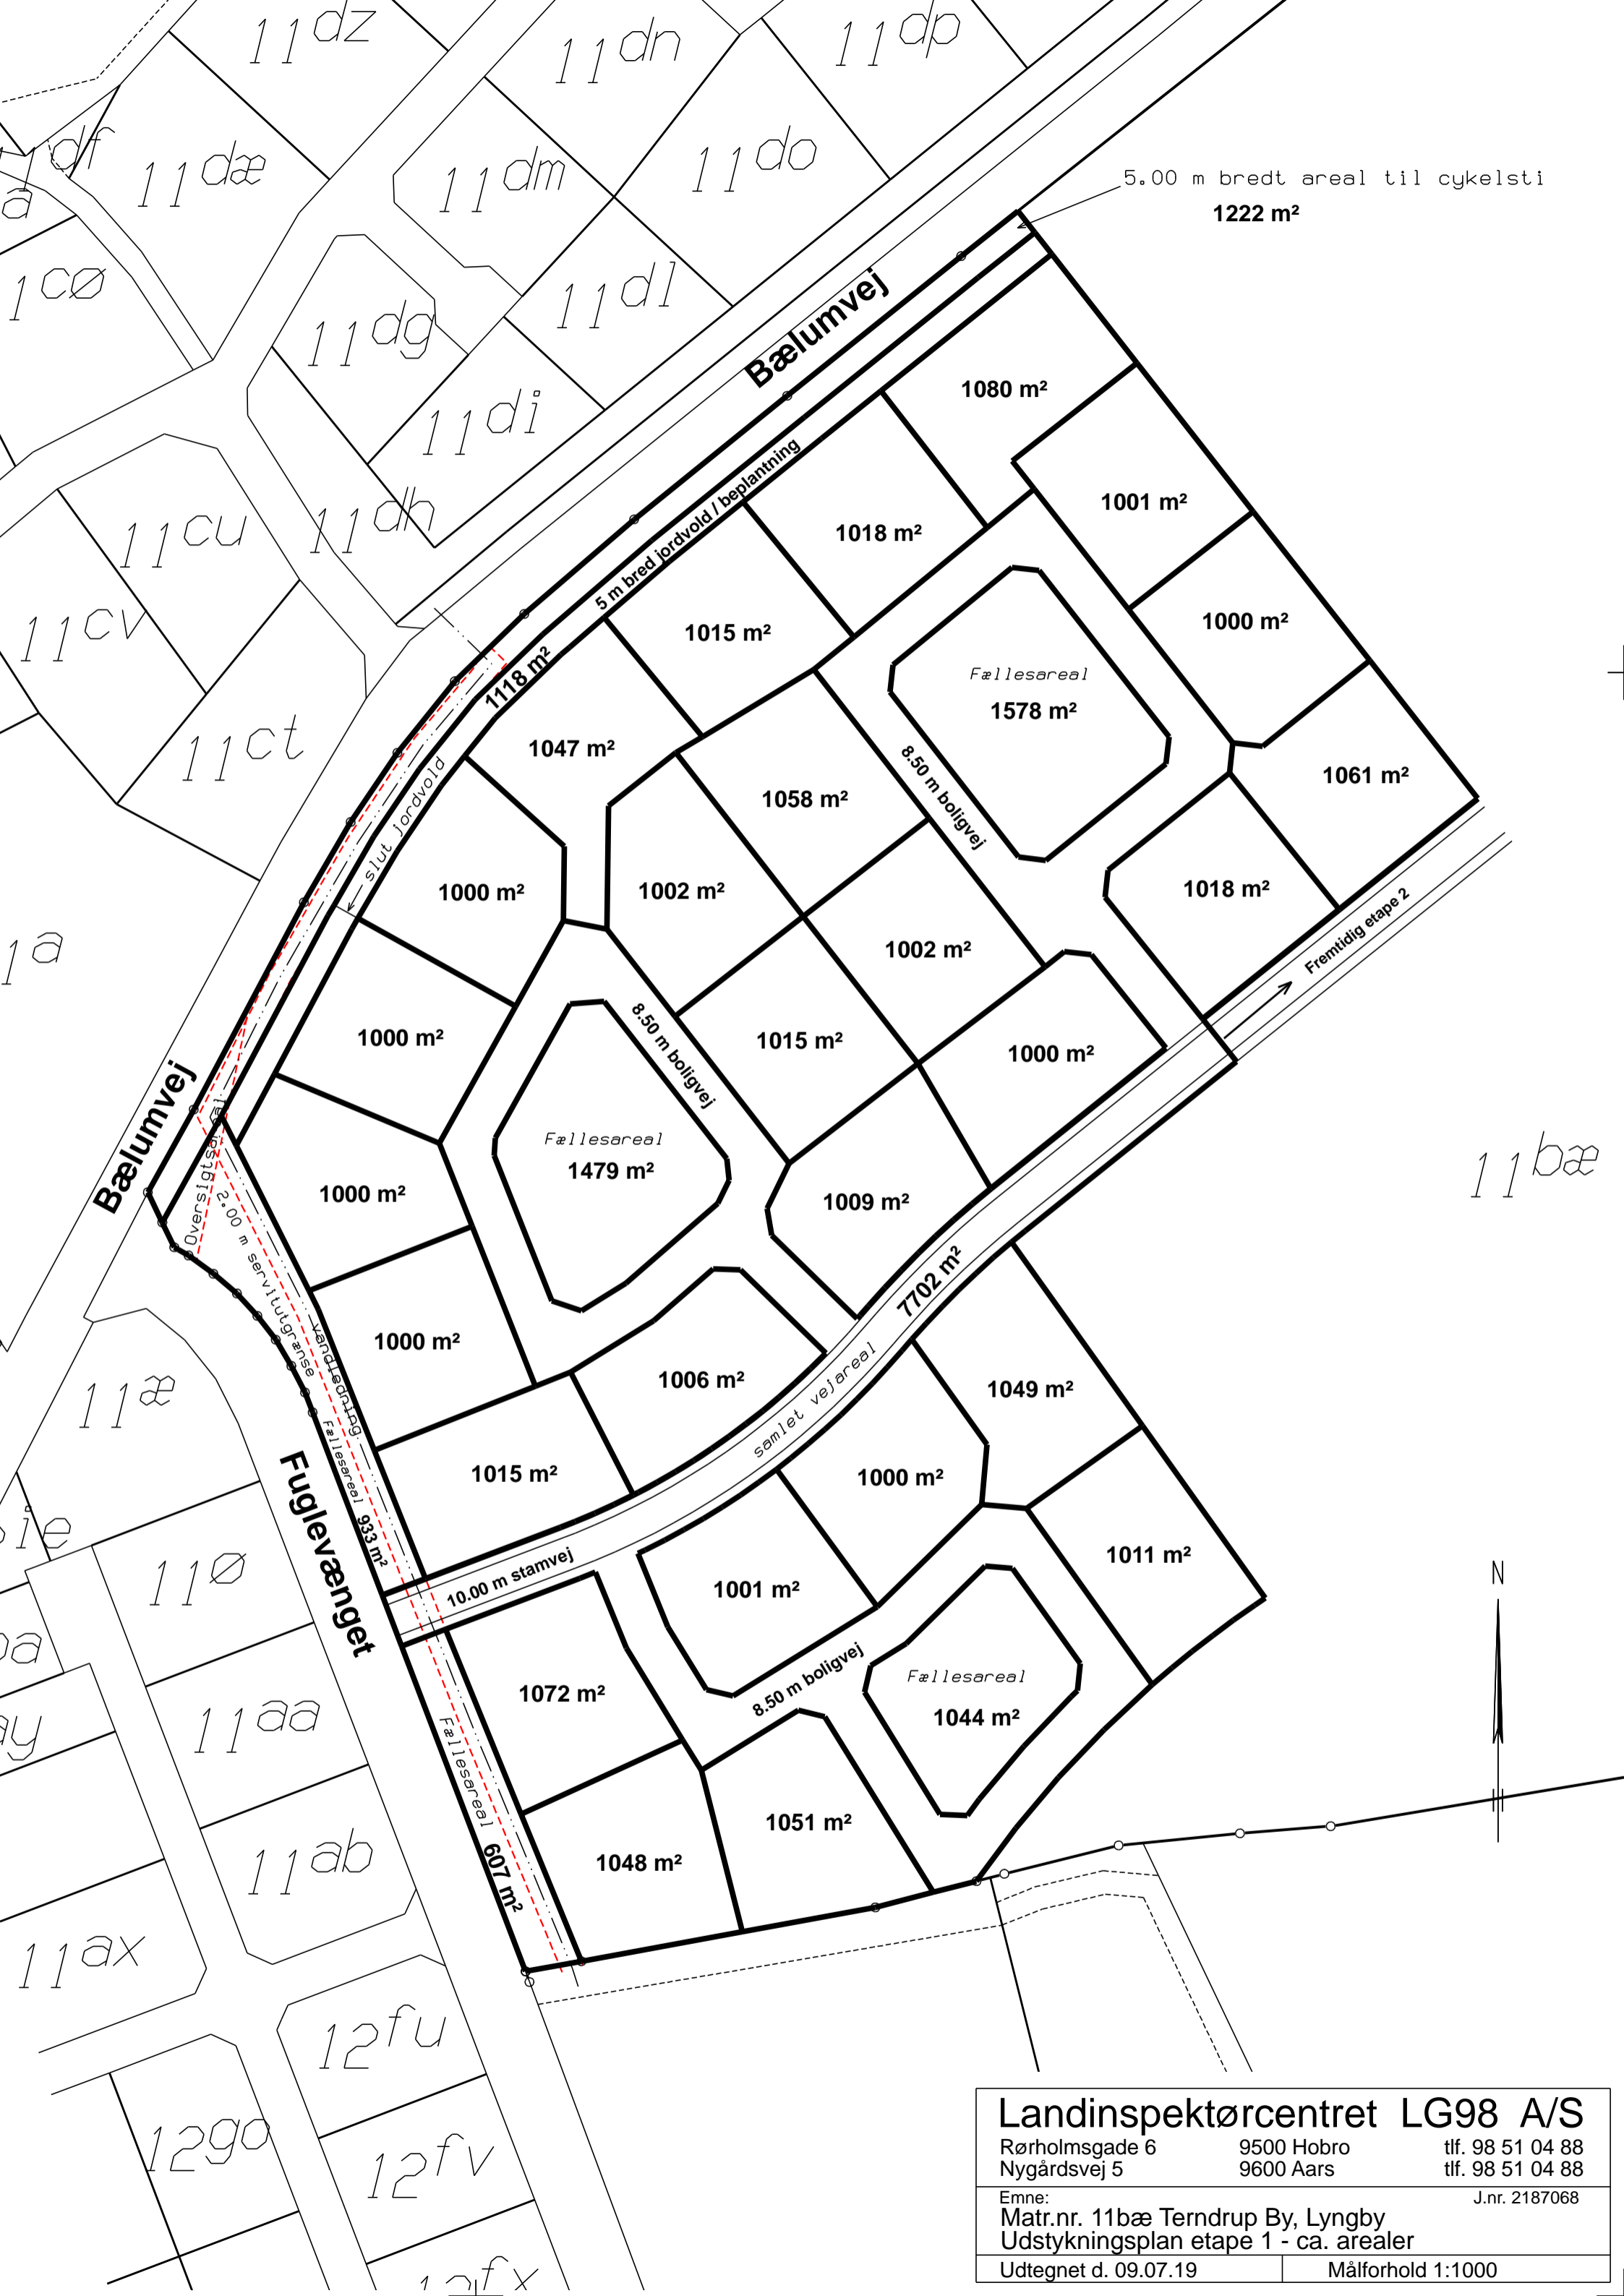 11dz
11dn
11dp
11dæ
11dm
11do
5.00 m bredt areal til cykelsti
1222 m²
11dg
11dl
11di
11dh
11cu
11cv
11ct
Bælumvej
5 m bred jordvold / beplantning
1118 m²
slut jordvold
1080 m²
1001 m²
1018 m²
1000 m²
1015 m²
Fællesareal
1578 m²
1061 m²
1047 m²
1058 m²
8.50 m boligvej
1018 m²
1000 m²
1002 m²
1002 m²
Fremtidig etape 2
1000 m²
1015 m²
8.50 m boligvej
1000 m²
Bælumvej
Oversigtsareal
2.00 m servitutgrænse
vandledning
1000 m²
Fællesareal
1479 m²
1009 m²
11bæ
7702 m²
samlet vejareal
1000 m²
1006 m²
1049 m²
11æ
1015 m²
1000 m²
Fællesareal 933 m²
Fuglevænget
10.00 m stamvej
1001 m²
1011 m²
11ø
N
8.50 m boligvej
1072 m²
Fællesareal
1044 m²
11aa
Fællesareal 607 m²
1051 m²
1048 m²
11ab
11ax
12fu
12go
12fv
Landinspektørcentret LG98 A/S
Rørholmsgade 6 9500 Hobro tlf. 98 51 04 88
Nygårdsvej 5 9600 Aars tlf. 98 51 04 88
Emne: J.nr. 2187068
Matr.nr. 11bæ Terndrup By, Lyngby
Udstykningsplan etape 1 - ca. arealer
Udtegnet d. 09.07.19 Målforhold 1:1000